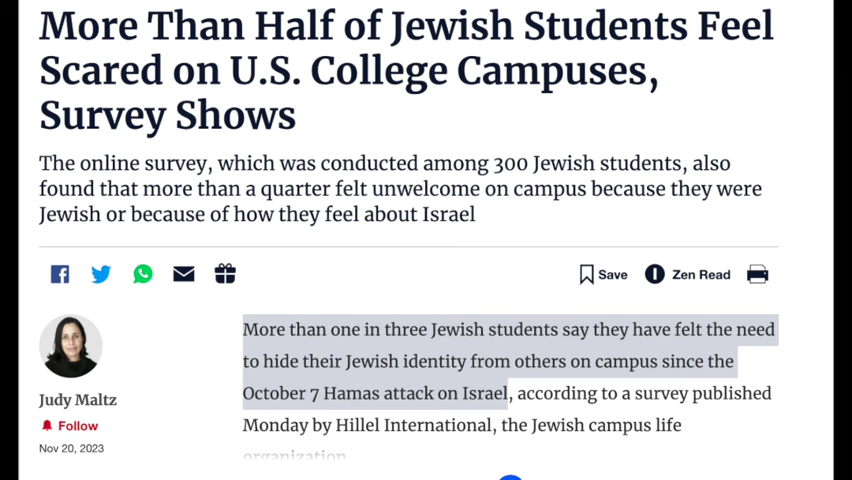 More Than Half of Jewish Students Feel
Scared on U.S. College Campuses,
Survey Shows
The online survey, which was conducted among 300 Jewish students, also
found that more than a quarter felt unwelcome on campus because they were
Jewish or because of how they feel about Israel
Save
Zen Read
More than one in three Jewish students say they have felt the need
to hide their Jewish identity from others on campus since the
October 7 Hamas attack on Israel, according to a survey published
Monday by Hillel International, the Jewish campus life
organization
Judy Maltz
Follow
Nov 20, 2023